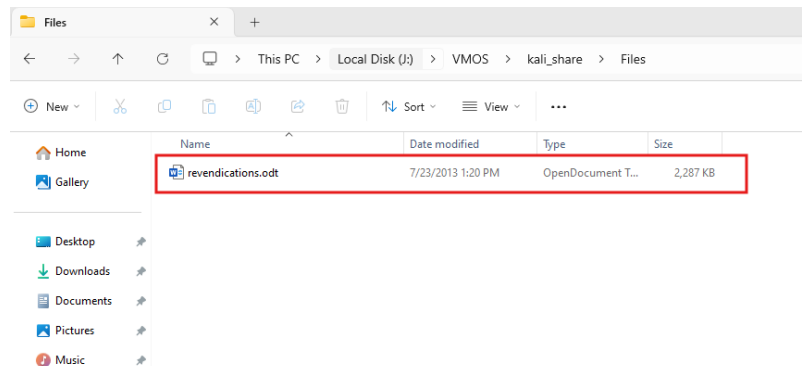 Files
This PC > Local Disk (J:) > VMOS > kali_share > Files
New Sort View ...
Name Date modified Type Size
revendications.odt 7/23/2013 1:20 PM OpenDocument T... 2,287 KB
Home
Gallery
Desktop
Downloads
Documents
Pictures
Music